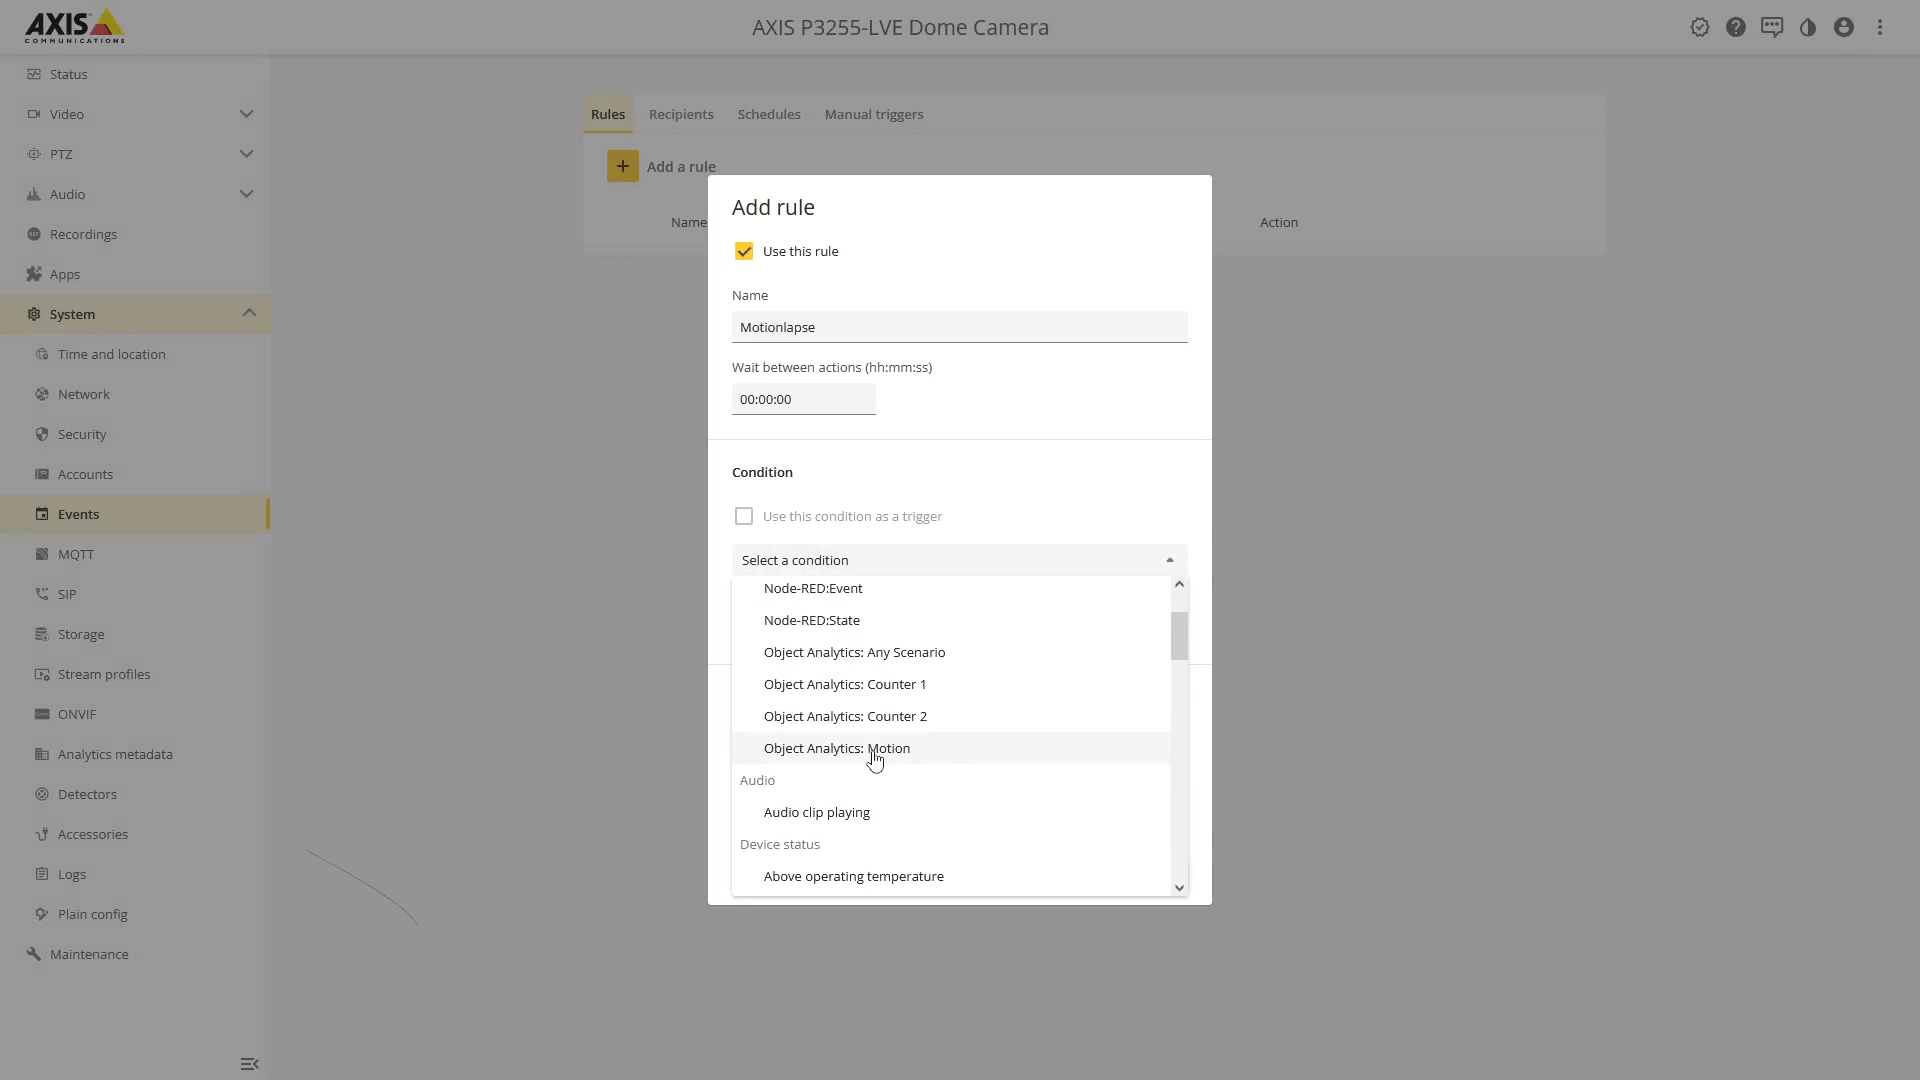 AXIS
COMMUNICATIONS
AXIS P3255-LVE Dome Camera
Status
Video
PTZ
Audio
Recordings
Apps
System
Time and location
Network
Security
Accounts
Events
MQTT
SIP
Storage
Stream profiles
ONVIF
Analytics metadata
Detectors
Accessories
Logs
Plain config
Maintenance
Rules Recipients Schedules Manual triggers
+ Add a rule
Name Action
Add rule
Use this rule
Name
Motionlapse
Wait between actions (hh:mm:ss)
00:00:00
Condition
Use this condition as a trigger
Select a condition
Node-RED:Event
Node-RED:State
Object Analytics: Any Scenario
Object Analytics: Counter 1
Object Analytics: Counter 2
Object Analytics: Motion
Audio
Audio clip playing
Device status
Above operating temperature